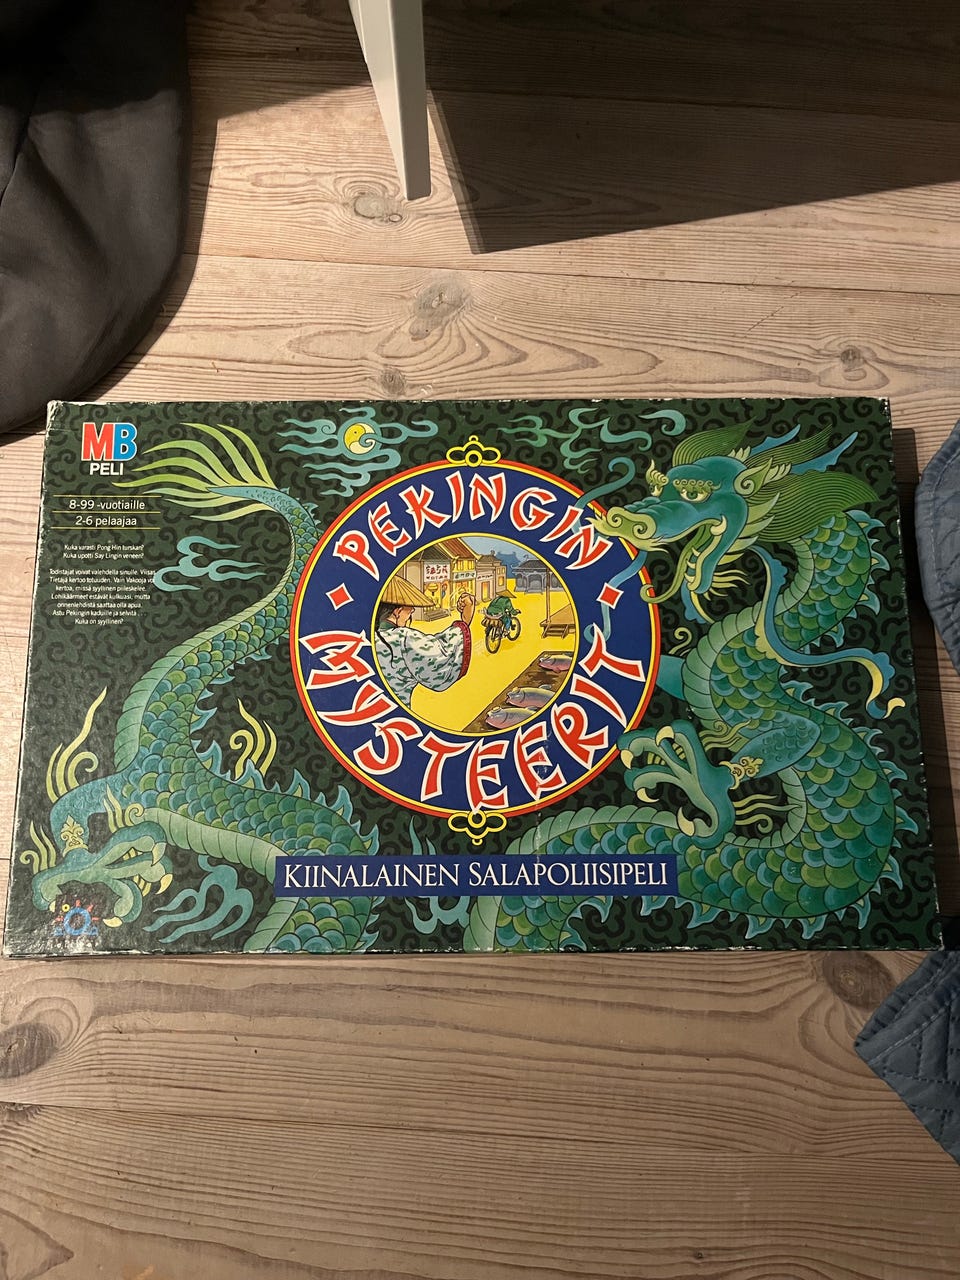 MB
PELI
8-99 -vuotiaille
2-6 pelaajaa
Kuka varasti Pong Hin turskan?
Kuka upotti Say Lingin veneen?
Todistajat voivat valehdella sinulle. Viisas
Tietäjä kertoo totuuden. Vain Vakooja voi
kertoa, missä syyllinen piileskelee.
Lohikäärmeet estävät kulkuasi, mutta
onneniehdistä saattaa olla apua.
Astu Pekingin kaduille ja selvitä
Kuka on syyllinen?
PEKINGIN
MYSTEERIT
KIINALAINEN SALAPOLIISIPELI